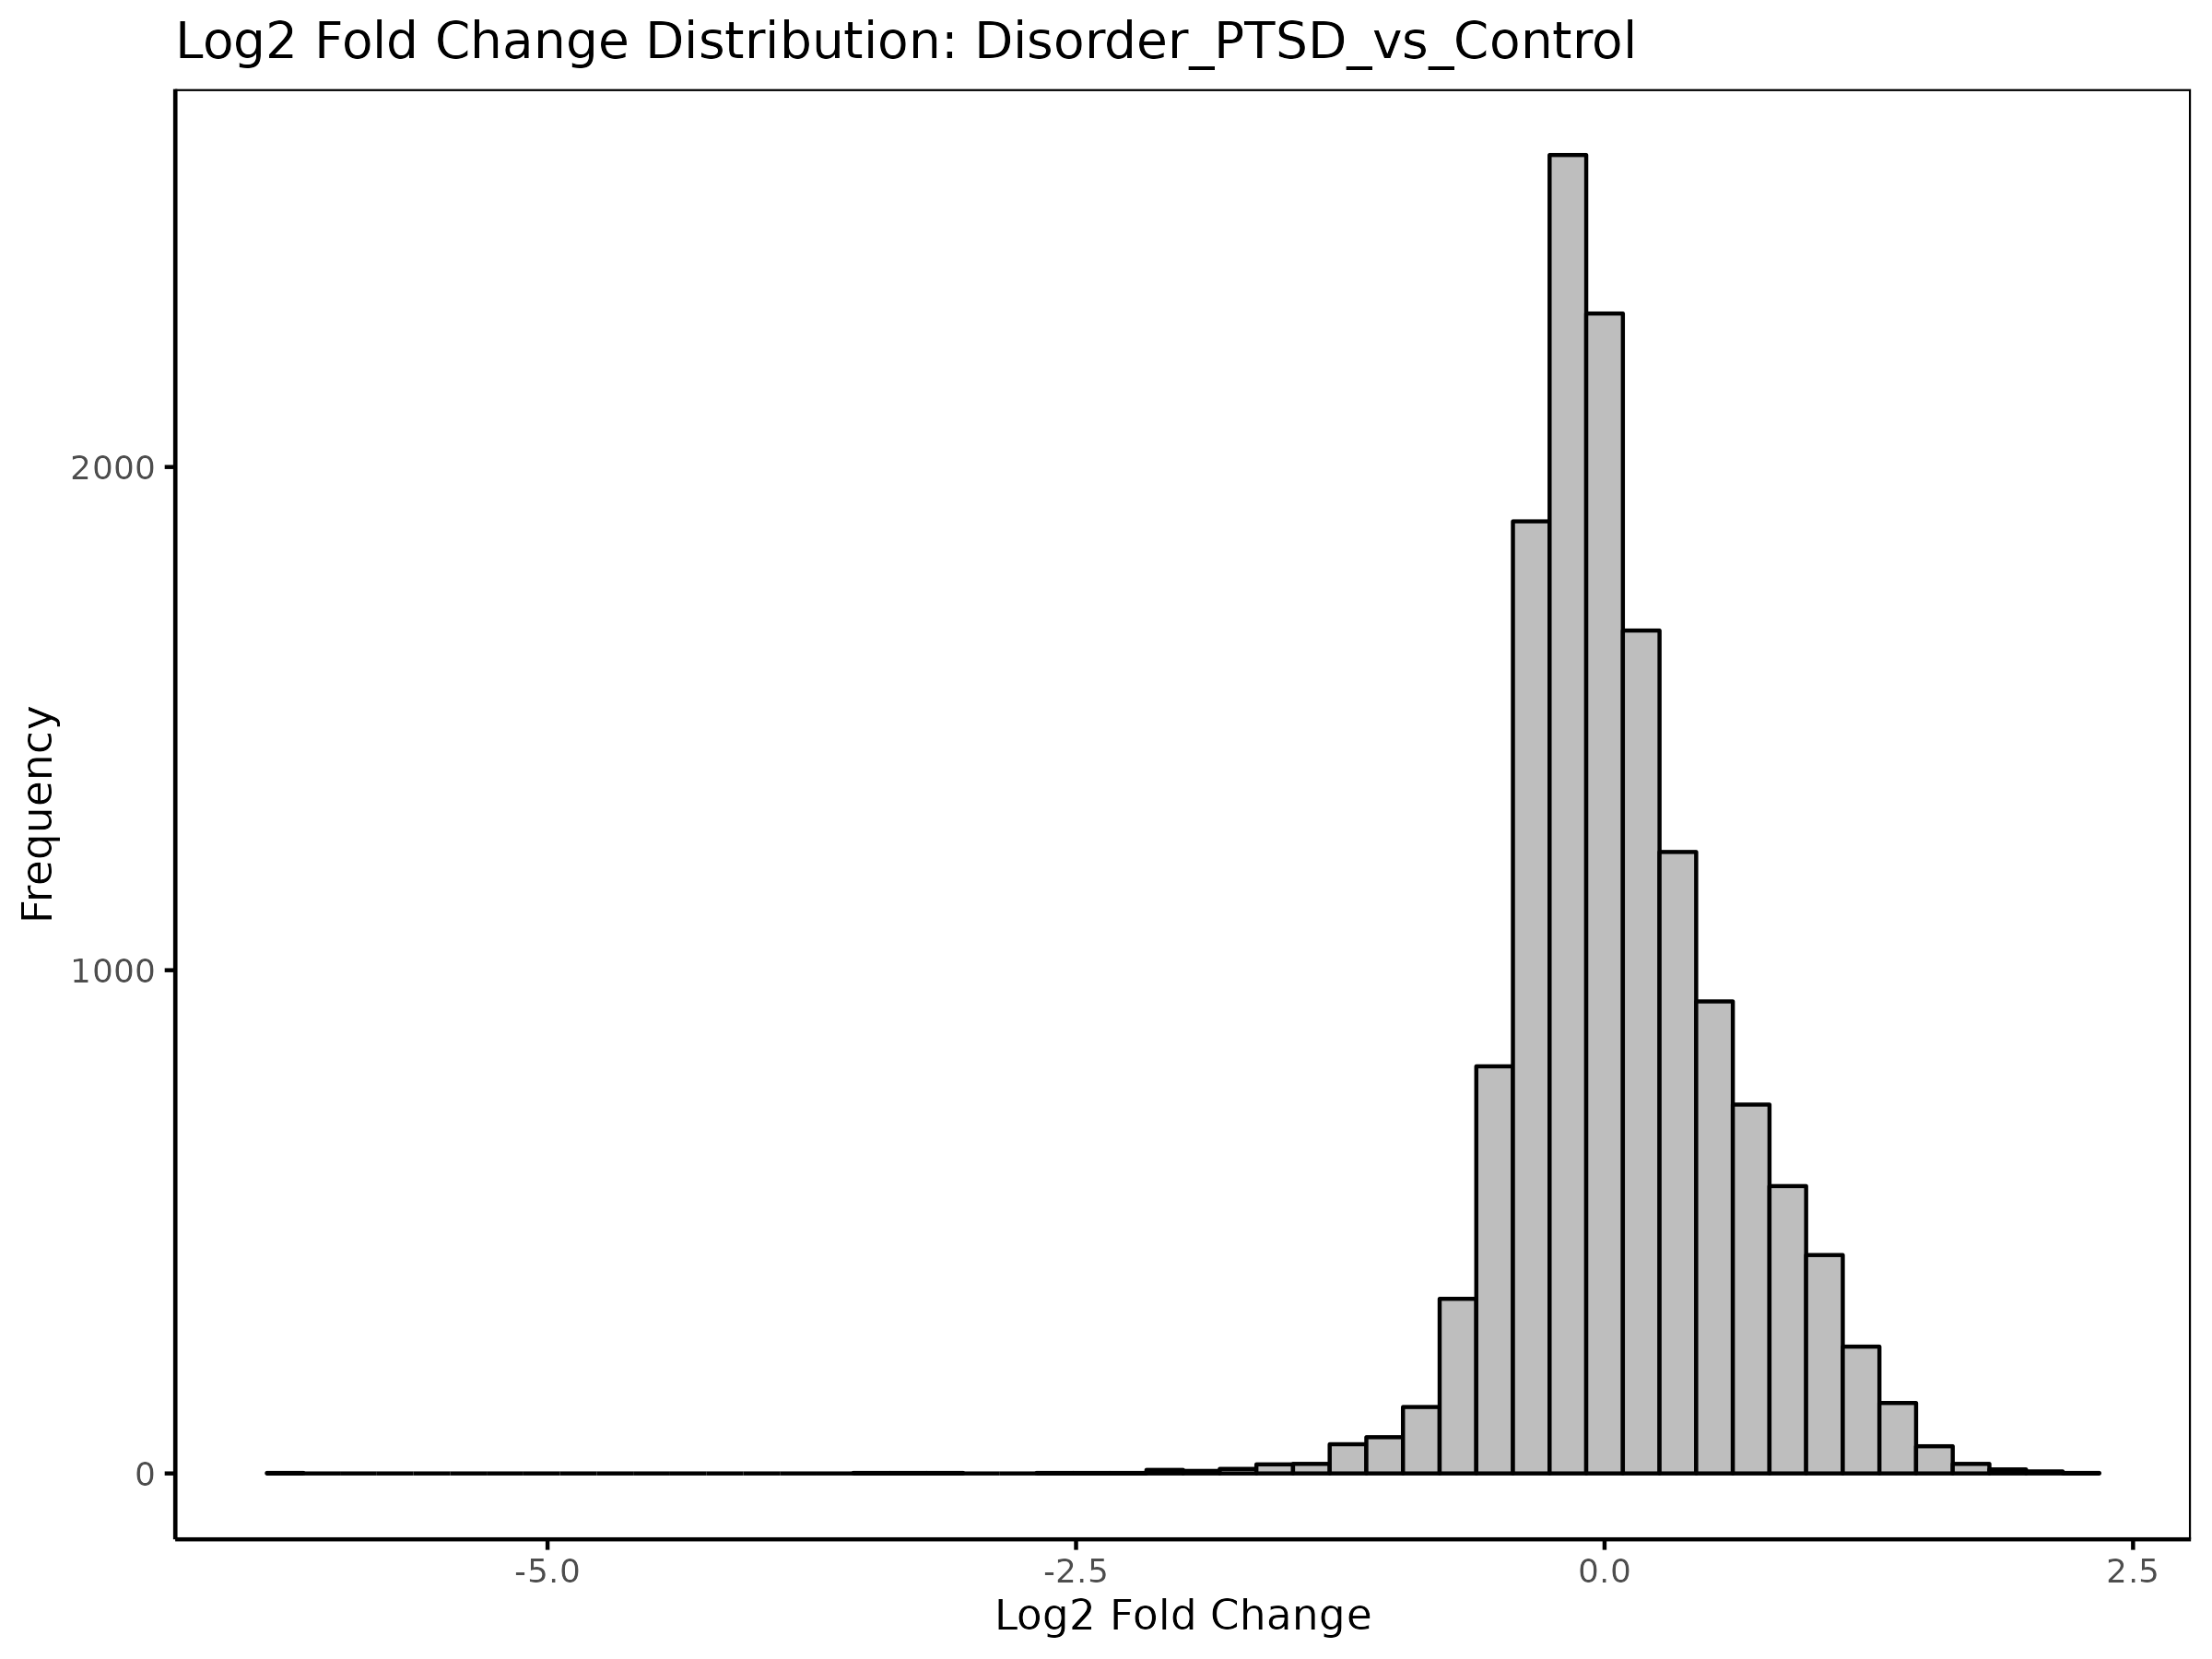 Log2 Fold Change Distribution: Disorder_PTSD_vs_Control
Frequency
2000
1000
0
-5.0
-2.5
0.0
2.5
Log2 Fold Change